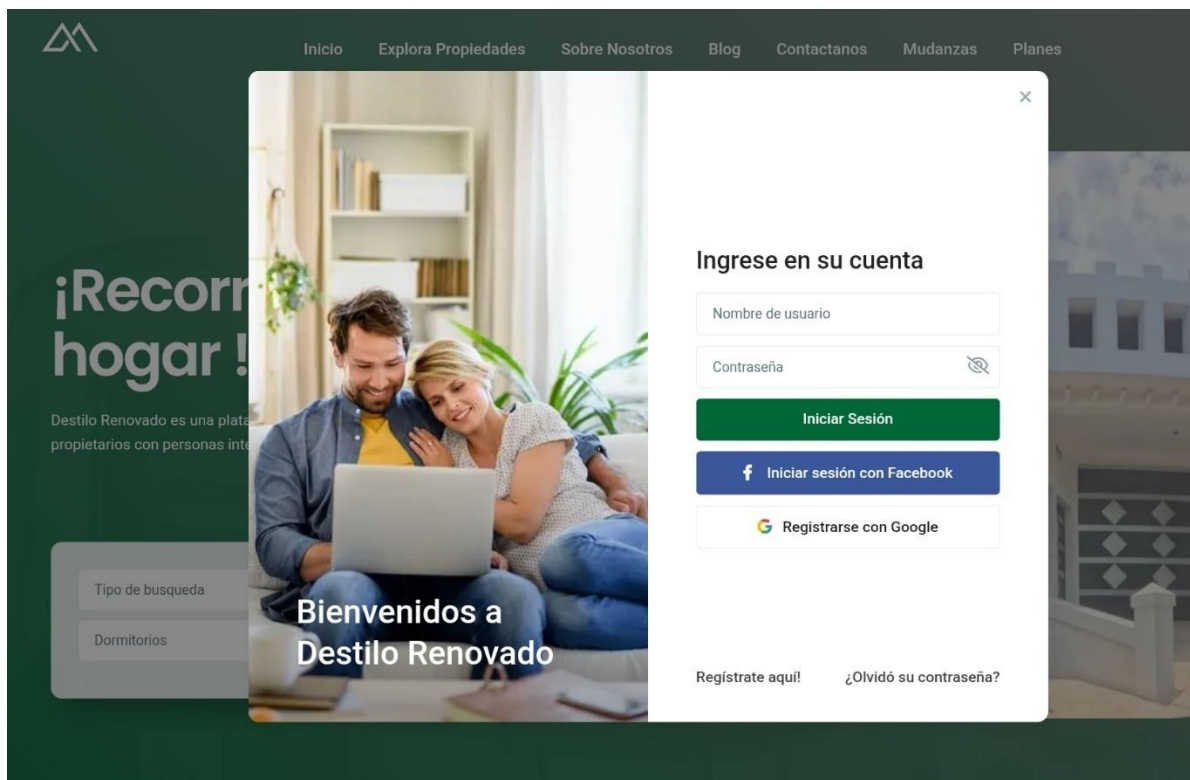 Inicio Explora Propiedades Sobre Nosotros Blog Contactanos Mudanzas Planes
¡Recorr
hogar !
Destilo Renovado es una plata
propietarios con personas inte
Tipo de busqueda
Dormitorios
Bienvenidos a
Destilo Renovado
×
Ingrese en su cuenta
Nombre de usuario
Contraseña
Iniciar Sesión
f Iniciar sesión con Facebook
G Registrarse con Google
Regístrate aquí! ¿Olvidó su contraseña?